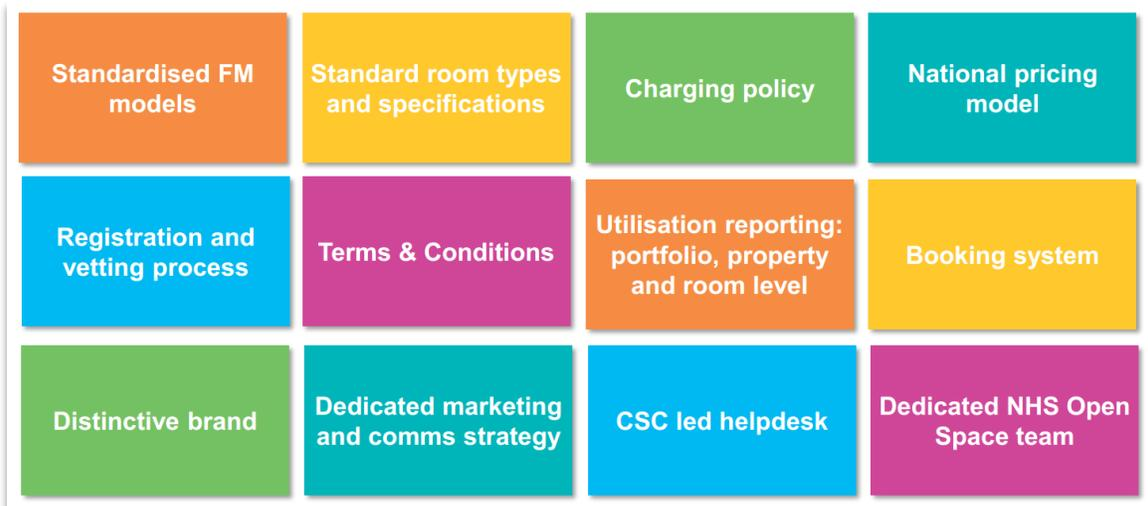 Standardised FM
models
Standard room types
and specifications
Charging policy
National pricing
model
Registration and
vetting process
Terms & Conditions
Utilisation reporting:
portfolio, property
and room level
Booking system
Distinctive brand
Dedicated marketing
and comms strategy
CSC led helpdesk
Dedicated NHS Open
Space team